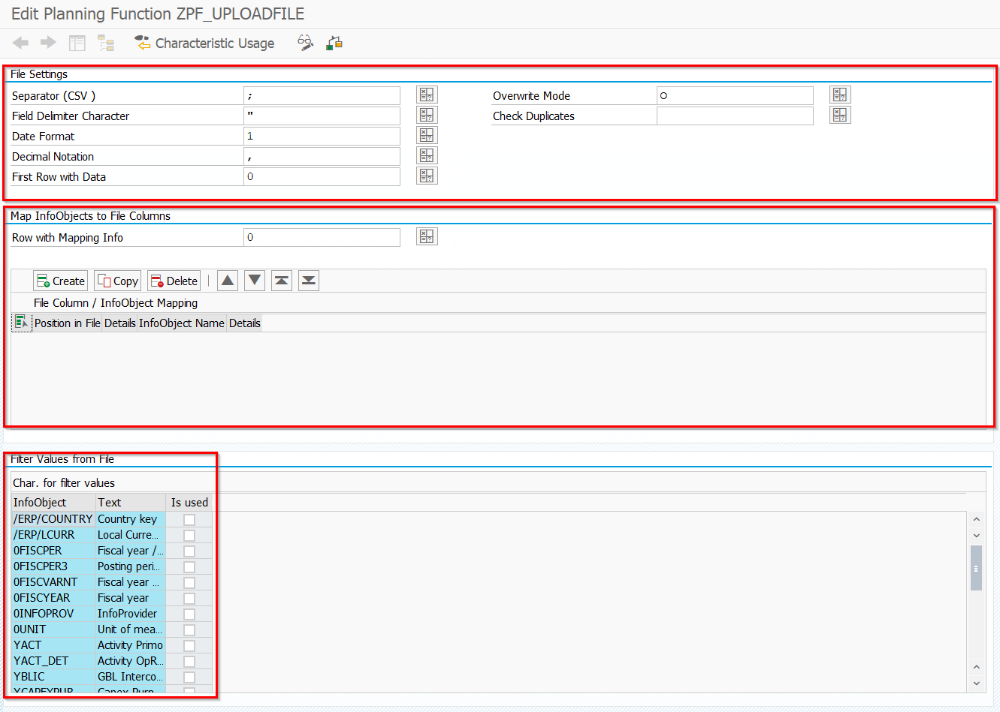 Edit Planning Function ZPF_UPLOADFILE
Characteristic Usage
File Settings
Separator (CSV ) ; Overwrite Mode O
Field Delimiter Character " Check Duplicates
Date Format 1
Decimal Notation ,
First Row with Data 0
Map InfoObjects to File Columns
Row with Mapping Info 0
Create Copy Delete
File Column / InfoObject Mapping
Position in File Details InfoObject Name Details
Filter Values from File
Char. for filter values
InfoObject Text Is used
/ERP/COUNTRY Country key
/ERP/LCURR Local Curre...
0FISCPER Fiscal year /...
0FISCPER3 Posting peri...
0FISCVARNT Fiscal year ...
0FISCYEAR Fiscal year
0INFOPROV InfoProvider
0UNIT Unit of mea...
YACT Activity Primo
YACT_DET Activity OpR...
YBLIC GBL Interco...
YCAPEXPUR Capex Purp...